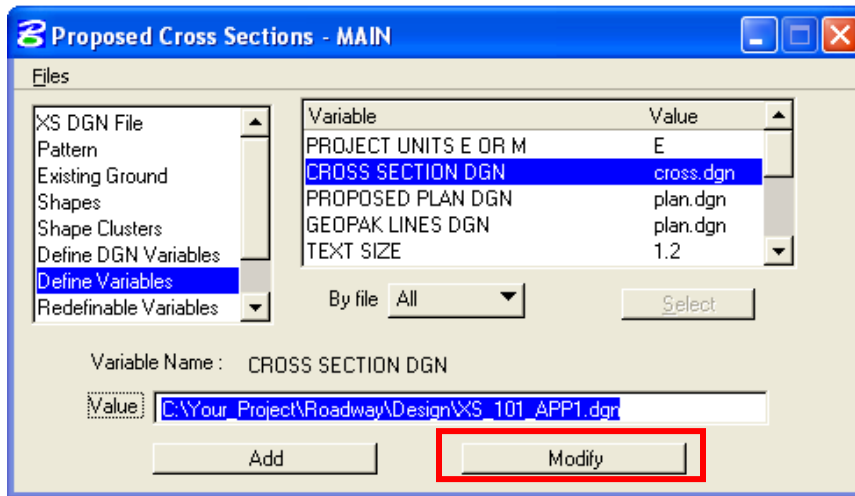 Proposed Cross Sections - MAIN
Files
XS DGN File
Pattern
Existing Ground
Shapes
Shape Clusters
Define DGN Variables
Define Variables
Redefinable Variables
Variable Value
PROJECT UNITS E OR M E
CROSS SECTION DGN cross.dgn
PROPOSED PLAN DGN plan.dgn
GEOPAK LINES DGN plan.dgn
TEXT SIZE 1.2
By file All Select
Variable Name : CROSS SECTION DGN
Value C:\Your_Project\Roadway\Design\XS_101_APP1.dgn
Add Modify